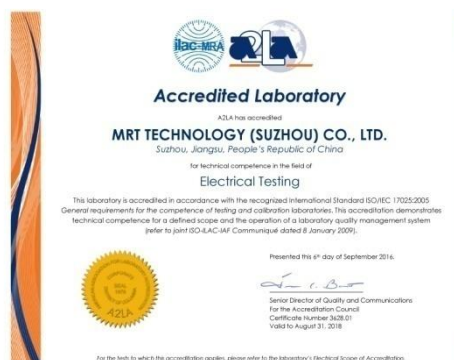 ilac-MRA
A2LA
Accredited Laboratory
A2LA has accredited
MRT TECHNOLOGY (SUZHOU) CO., LTD.
Suzhou, Jiangsu, People's Republic of China
for technical competence in the field of
Electrical Testing
This laboratory is accredited in accordance with the recognized International Standard ISO/IEC 17025:2005
General requirements for the competence of testing and calibration laboratories. This accreditation demonstrates
technical competence for a defined scope and the operation of a laboratory quality management system
(refer to joint ISO-ILAC-IAF Communiqué dated 8 January 2009).
Presented this 6th day of September 2016.
Senior Director of Quality and Communications
For the Accreditation Council
Certificate Number 3628.01
Valid to August 31, 2018
SEAL
A2LA
For the tests to which this accreditation applies, please refer to the laboratory's Electrical Scope of Accreditation.